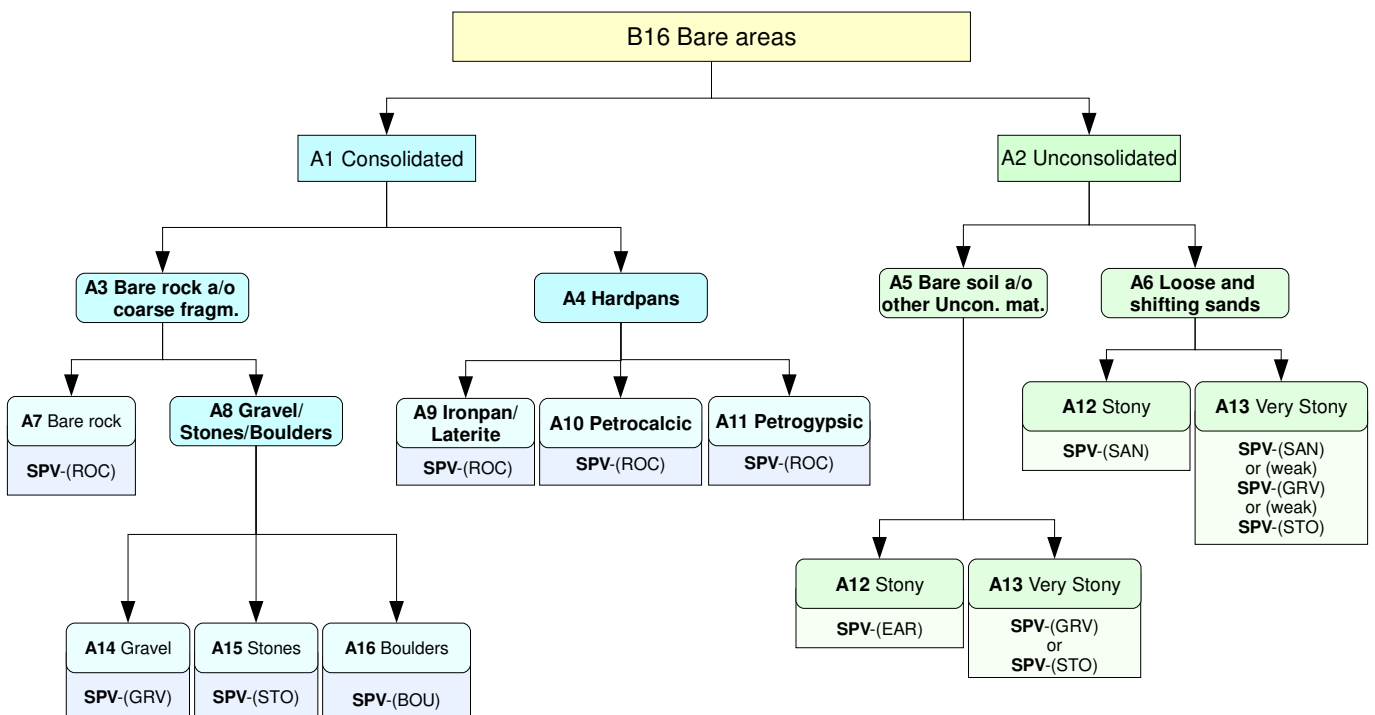 B16 Bare areas
A1 Consolidated
A2 Unconsolidated
A3 Bare rock a/o
coarse fragm.
A4 Hardpans
A5 Bare soil a/o
other Uncon. mat.
A6 Loose and
shifting sands
A7 Bare rock
SPV-(ROC)
A8 Gravel/
Stones/Boulders
A9 Ironpan/
Laterite
SPV-(ROC)
A10 Petrocalcic
SPV-(ROC)
A11 Petrogypsic
SPV-(ROC)
A12 Stony
SPV-(SAN)
A13 Very Stony
SPV-(SAN)
or (weak)
SPV-(GRV)
or (weak)
SPV-(STO)
A12 Stony
SPV-(EAR)
A13 Very Stony
SPV-(GRV)
or
SPV-(STO)
A14 Gravel
SPV-(GRV)
A15 Stones
SPV-(STO)
A16 Boulders
SPV-(BOU)